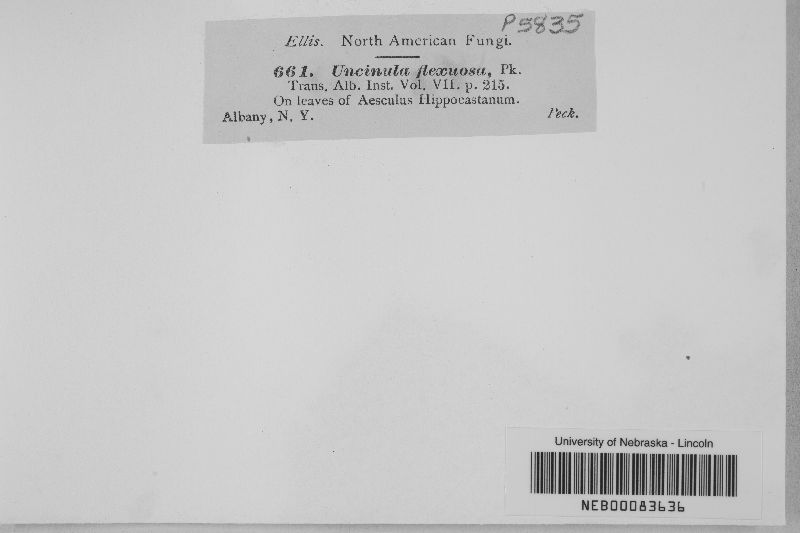 P5835
Ellis. North American Fungi.
661. Uncinula flexuosa, Pk.
Trans. Alb. Inst. Vol. VII. p. 215.
On leaves of Aesculus Hippocastanum.
Albany, N. Y. Peck.
University of Nebraska - Lincoln
NEB00083636